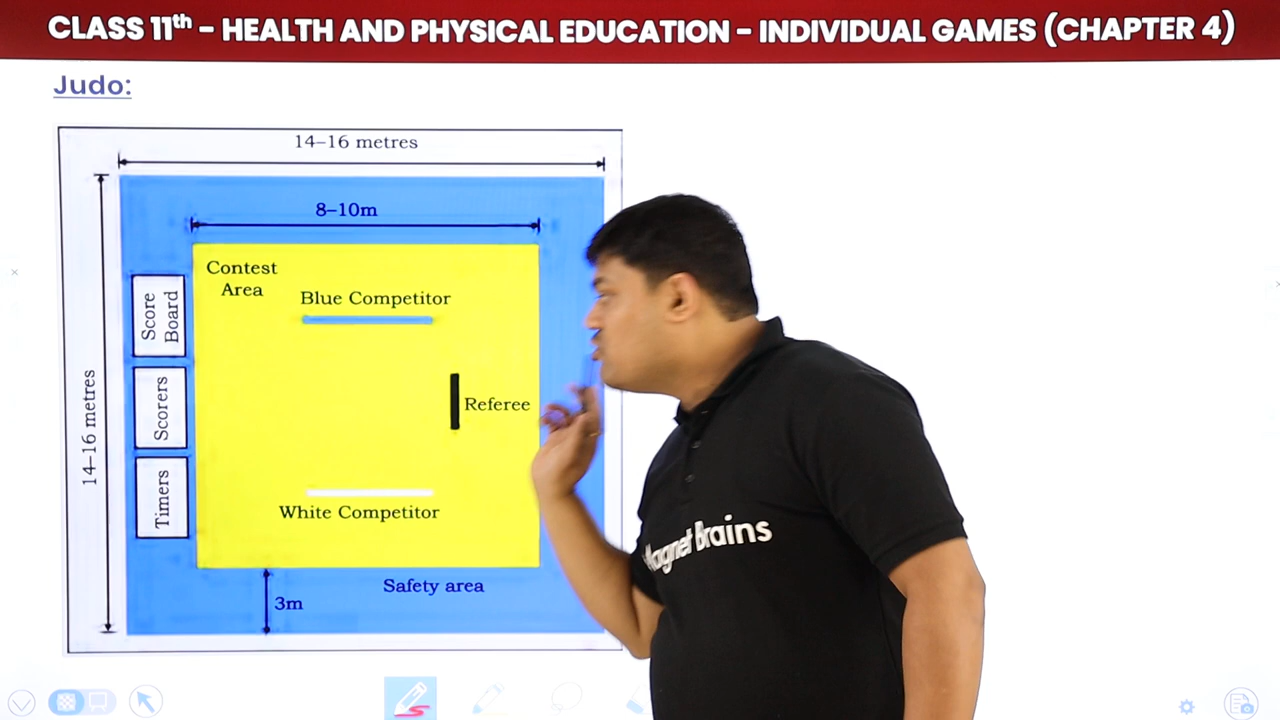 CLASS 11th – HEALTH AND PHYSICAL EDUCATION – INDIVIDUAL GAMES (CHAPTER 4)
Judo:
14–16 metres
8–10m
Contest
Area
Blue Competitor
Score
Board
Scorers
Timers
14–16 metres
Referee
White Competitor
Safety area
3m
Magnet Brains